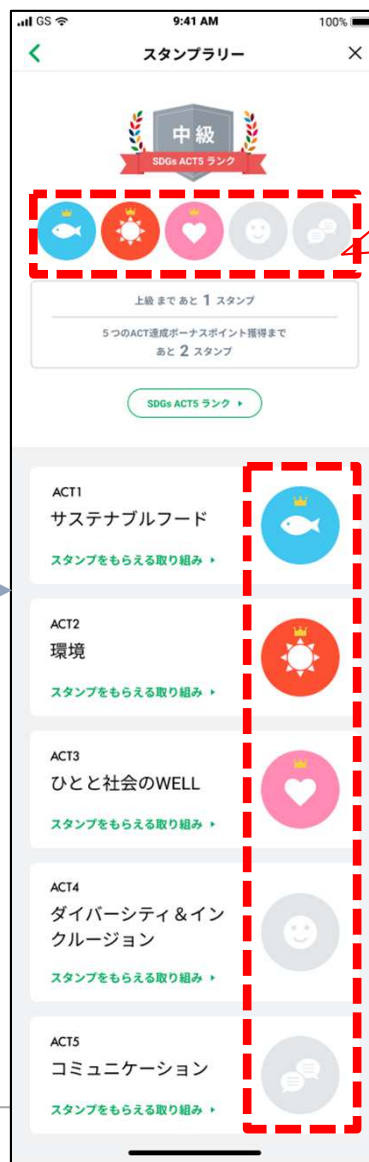 GS 9:41 AM 100%
スタンプラリー
中級
SDGs ACT5 ランク
上級 まで あと 1 スタンプ
5つのACT達成ボーナスポイント獲得まで
あと 2 スタンプ
SDGs ACT5 ランク
ACT1
サステナブルフード
スタンプをもらえる取り組み
ACT2
環境
スタンプをもらえる取り組み
ACT3
ひとと社会のWELL
スタンプをもらえる取り組み
ACT4
ダイバーシティ＆イン
クルージョン
スタンプをもらえる取り組み
ACT5
コミュニケーション
スタンプをもらえる取り組み